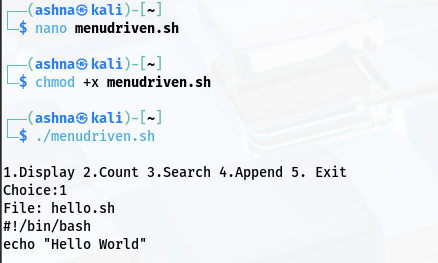 ┌──(ashna㉿kali)-[~]
└─$ nano menudriven.sh
┌──(ashna㉿kali)-[~]
└─$ chmod +x menudriven.sh
┌──(ashna㉿kali)-[~]
└─$ ./menudriven.sh
1.Display 2.Count 3.Search 4.Append 5. Exit
Choice:1
File: hello.sh
#!/bin/bash
echo "Hello World"